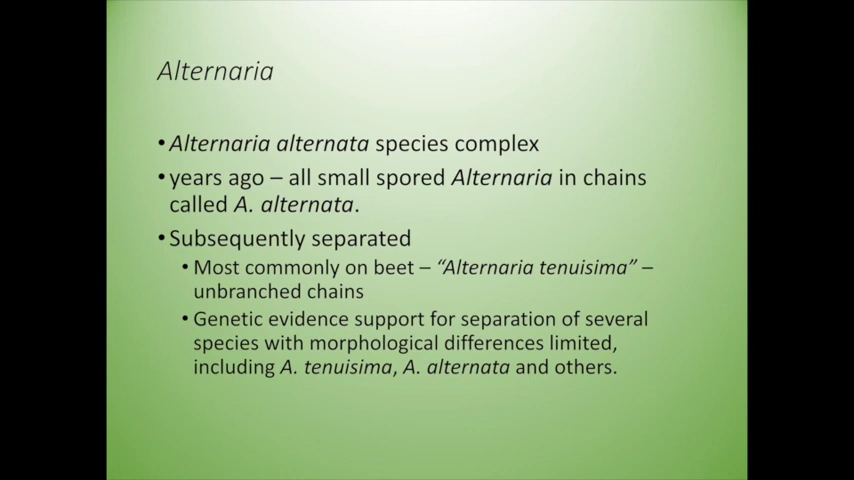 Alternaria
• Alternaria alternata species complex
• years ago – all small spored Alternaria in chains
called A. alternata.
• Subsequently separated
• Most commonly on beet – “Alternaria tenuisima” –
unbranched chains
• Genetic evidence support for separation of several
species with morphological differences limited,
including A. tenuisima, A. alternata and others.